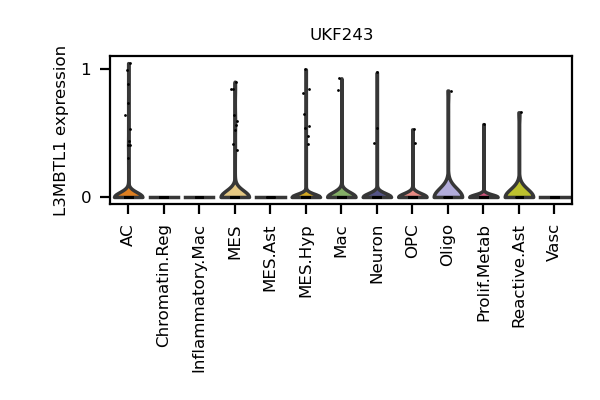 UKF243
L3MBTL1 expression
1
0
AC
Chromatin.Reg
Inflammatory.Mac
MES
MES.Ast
MES.Hyp
Mac
Neuron
OPC
Oligo
Prolif.Metab
Reactive.Ast
Vasc